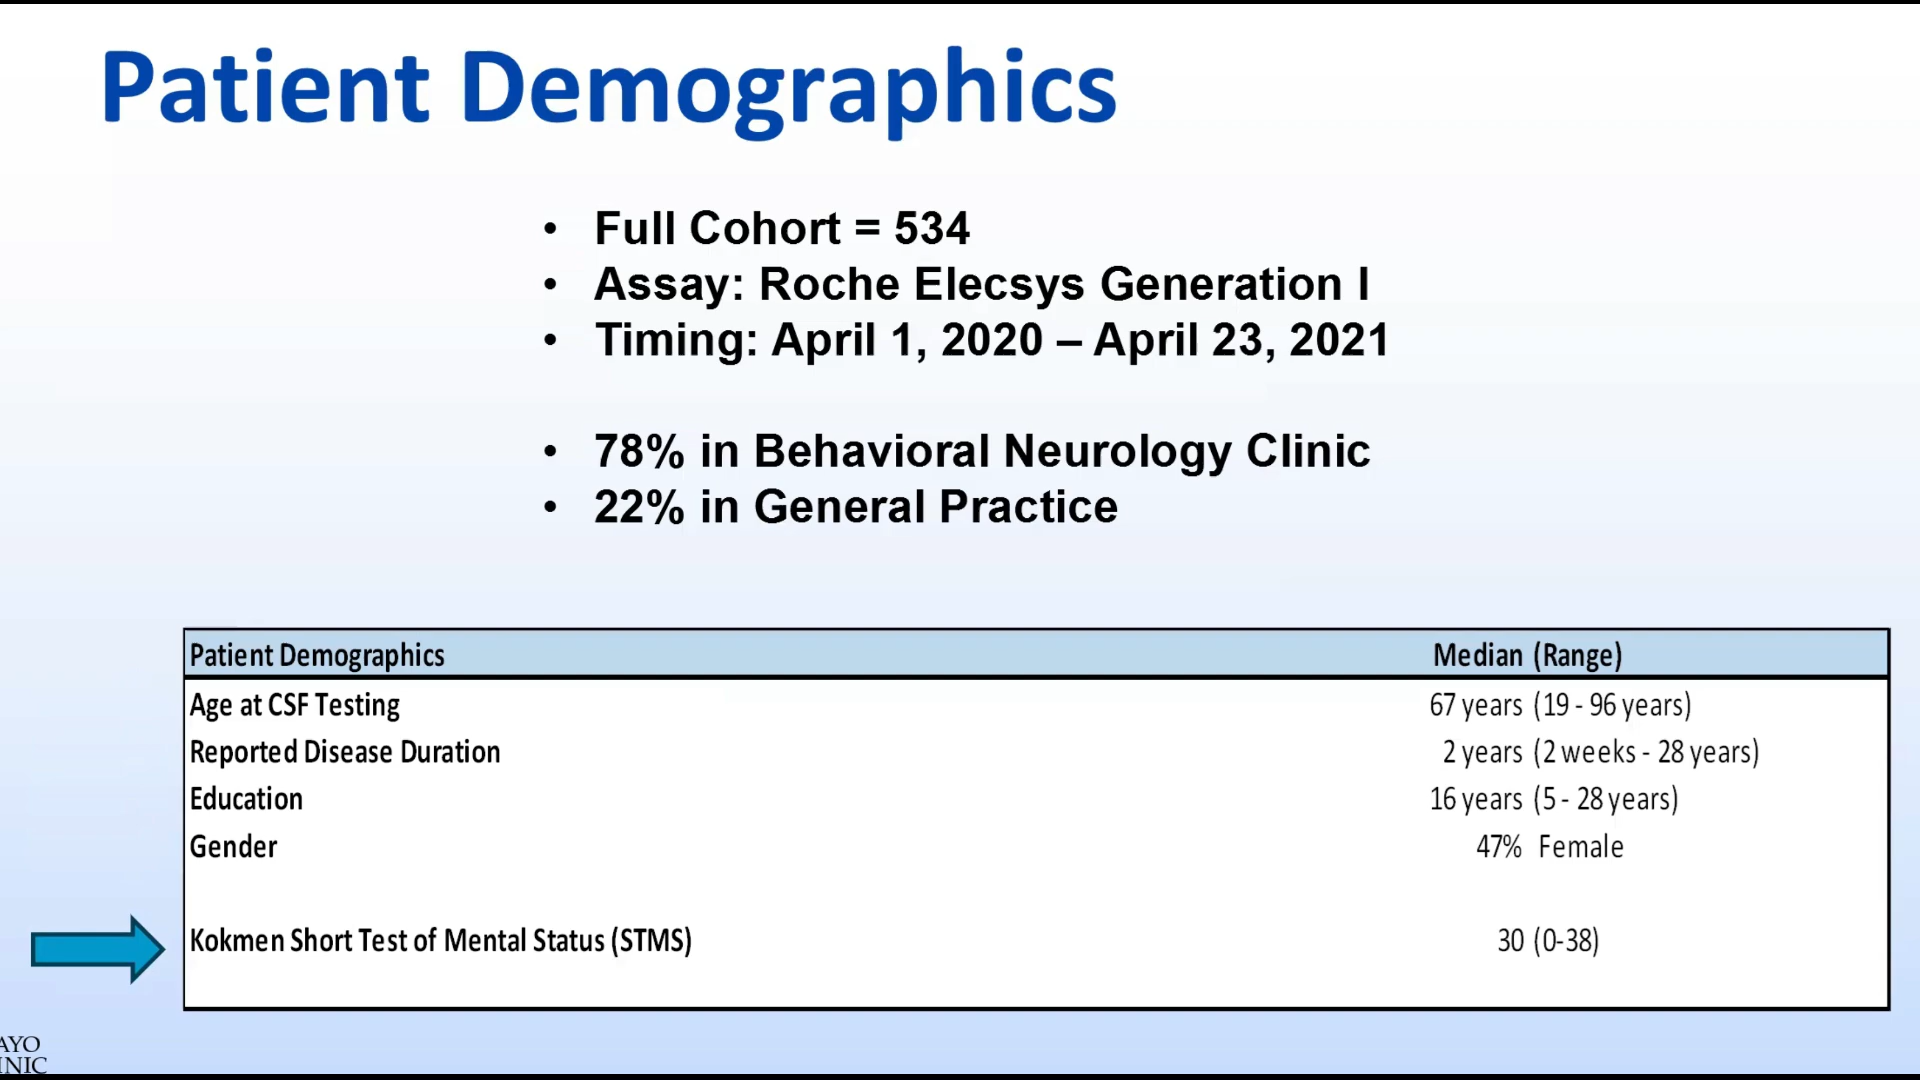 Patient Demographics
• Full Cohort = 534
• Assay: Roche Elecsys Generation I
• Timing: April 1, 2020 – April 23, 2021
• 78% in Behavioral Neurology Clinic
• 22% in General Practice
Patient Demographics Median (Range)
Age at CSF Testing 67 years (19 - 96 years)
Reported Disease Duration 2 years (2 weeks - 28 years)
Education 16 years (5 - 28 years)
Gender 47% Female
Kokmen Short Test of Mental Status (STMS) 30 (0-38)
AYO
INIC